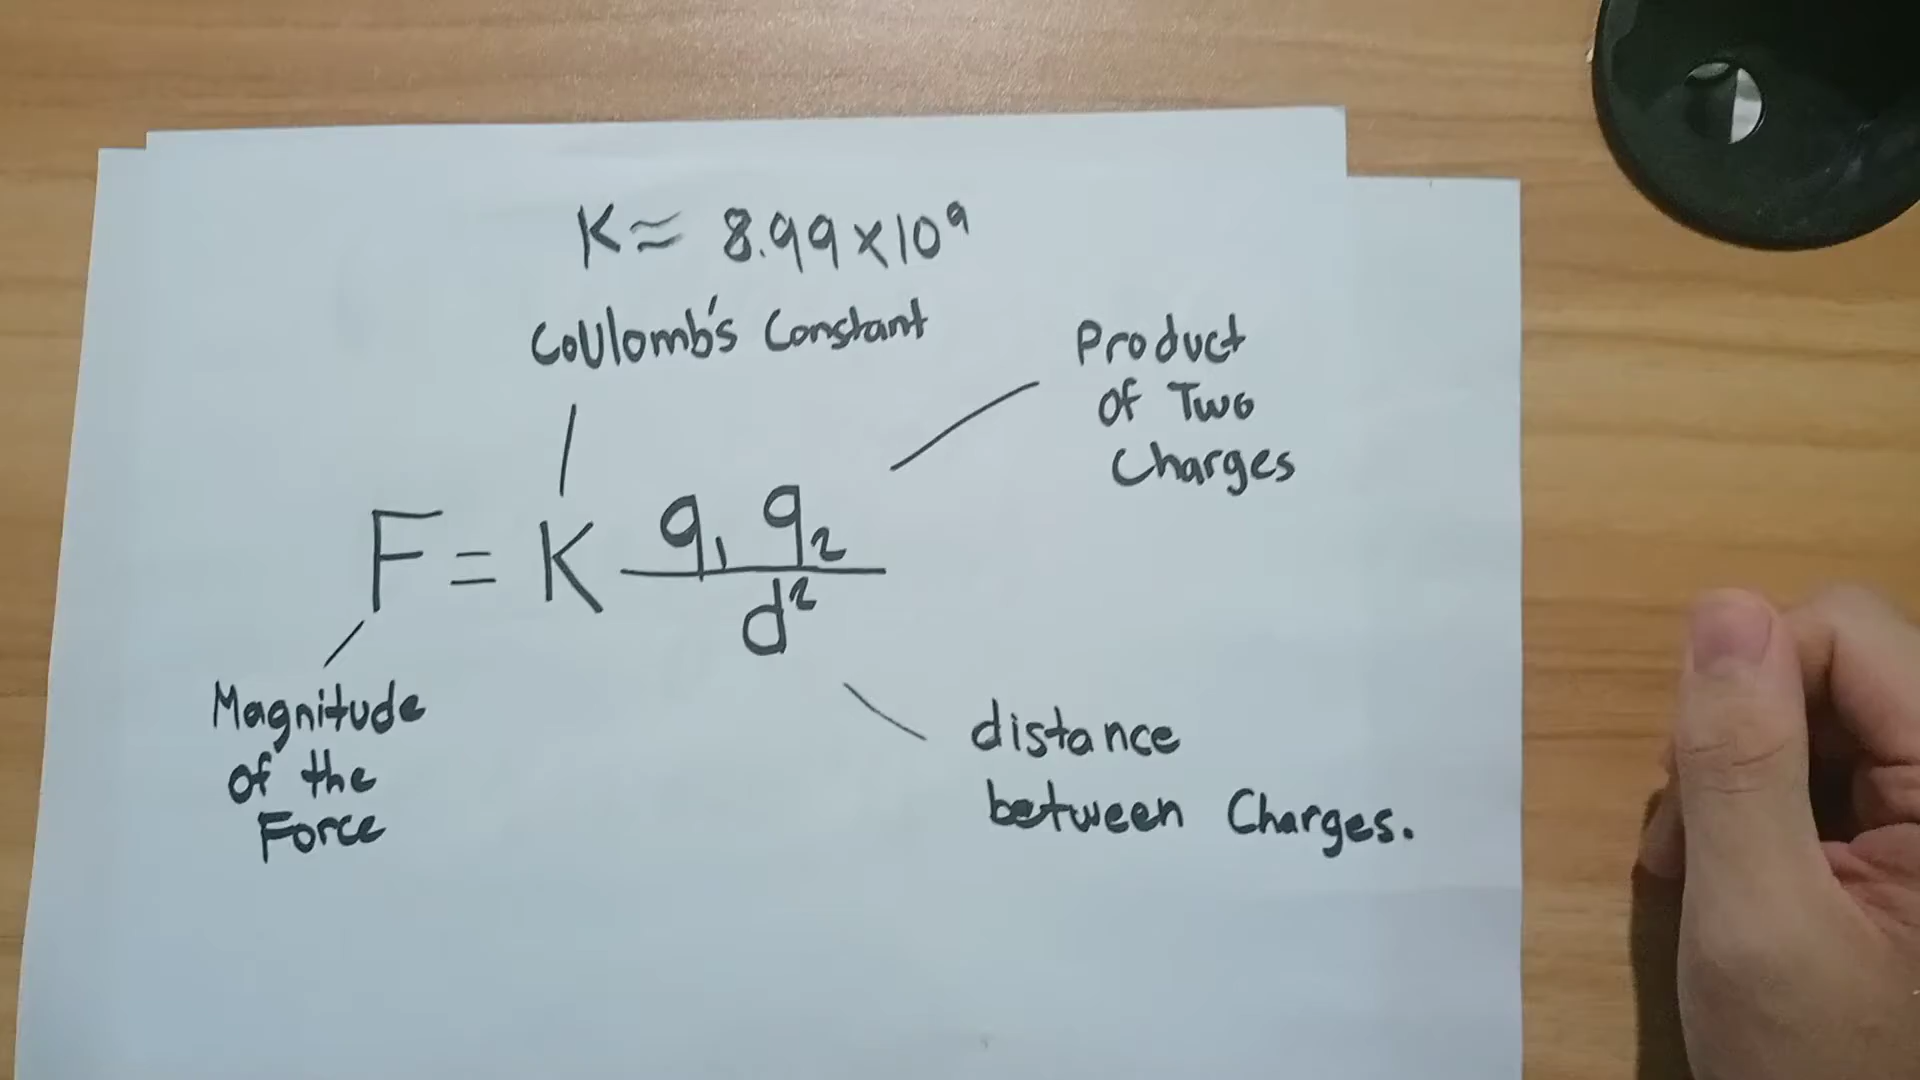 K ≈ 8.99 x 10⁹
Coulomb's Constant
Product
Of Two
Charges
F = K q₁ q₂
d²
Magnitude
of the
Force
distance
between Charges.